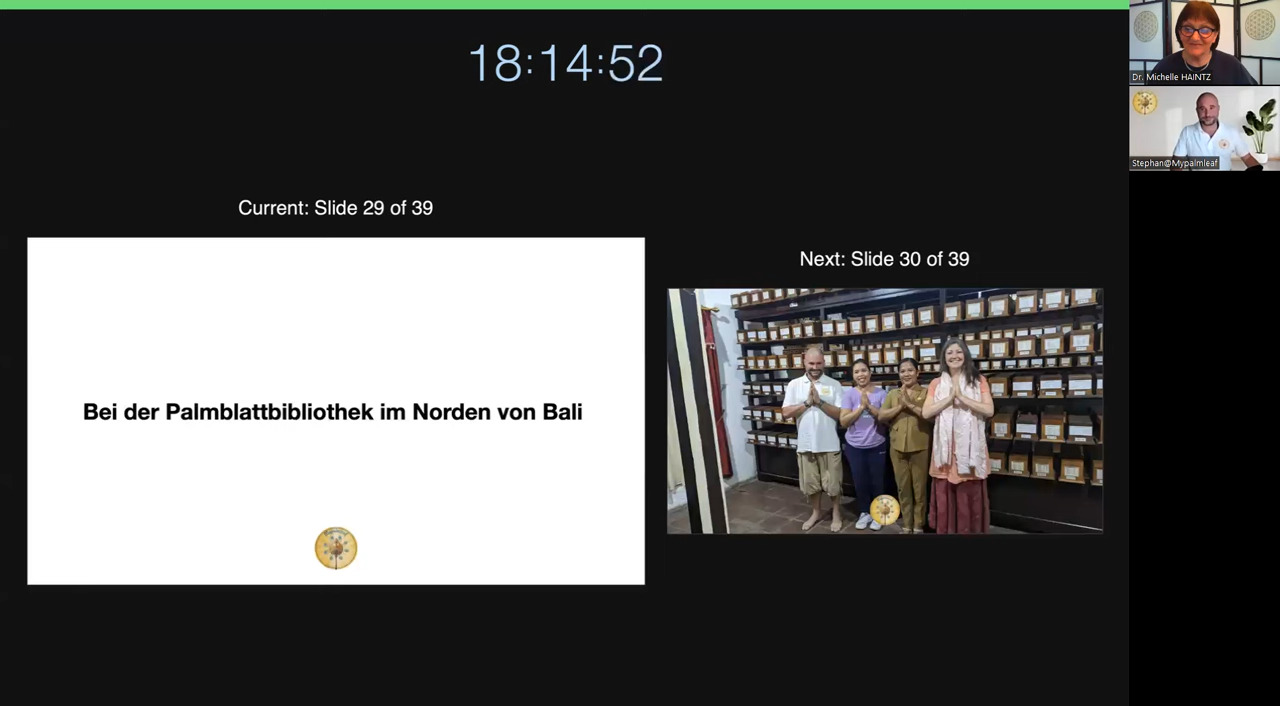 18:14:52
Current: Slide 29 of 39
Next: Slide 30 of 39
Bei der Palmblattbibliothek im Norden von Bali
Dr. Michelle HAINTZ
Stephan@Mypalmleaf